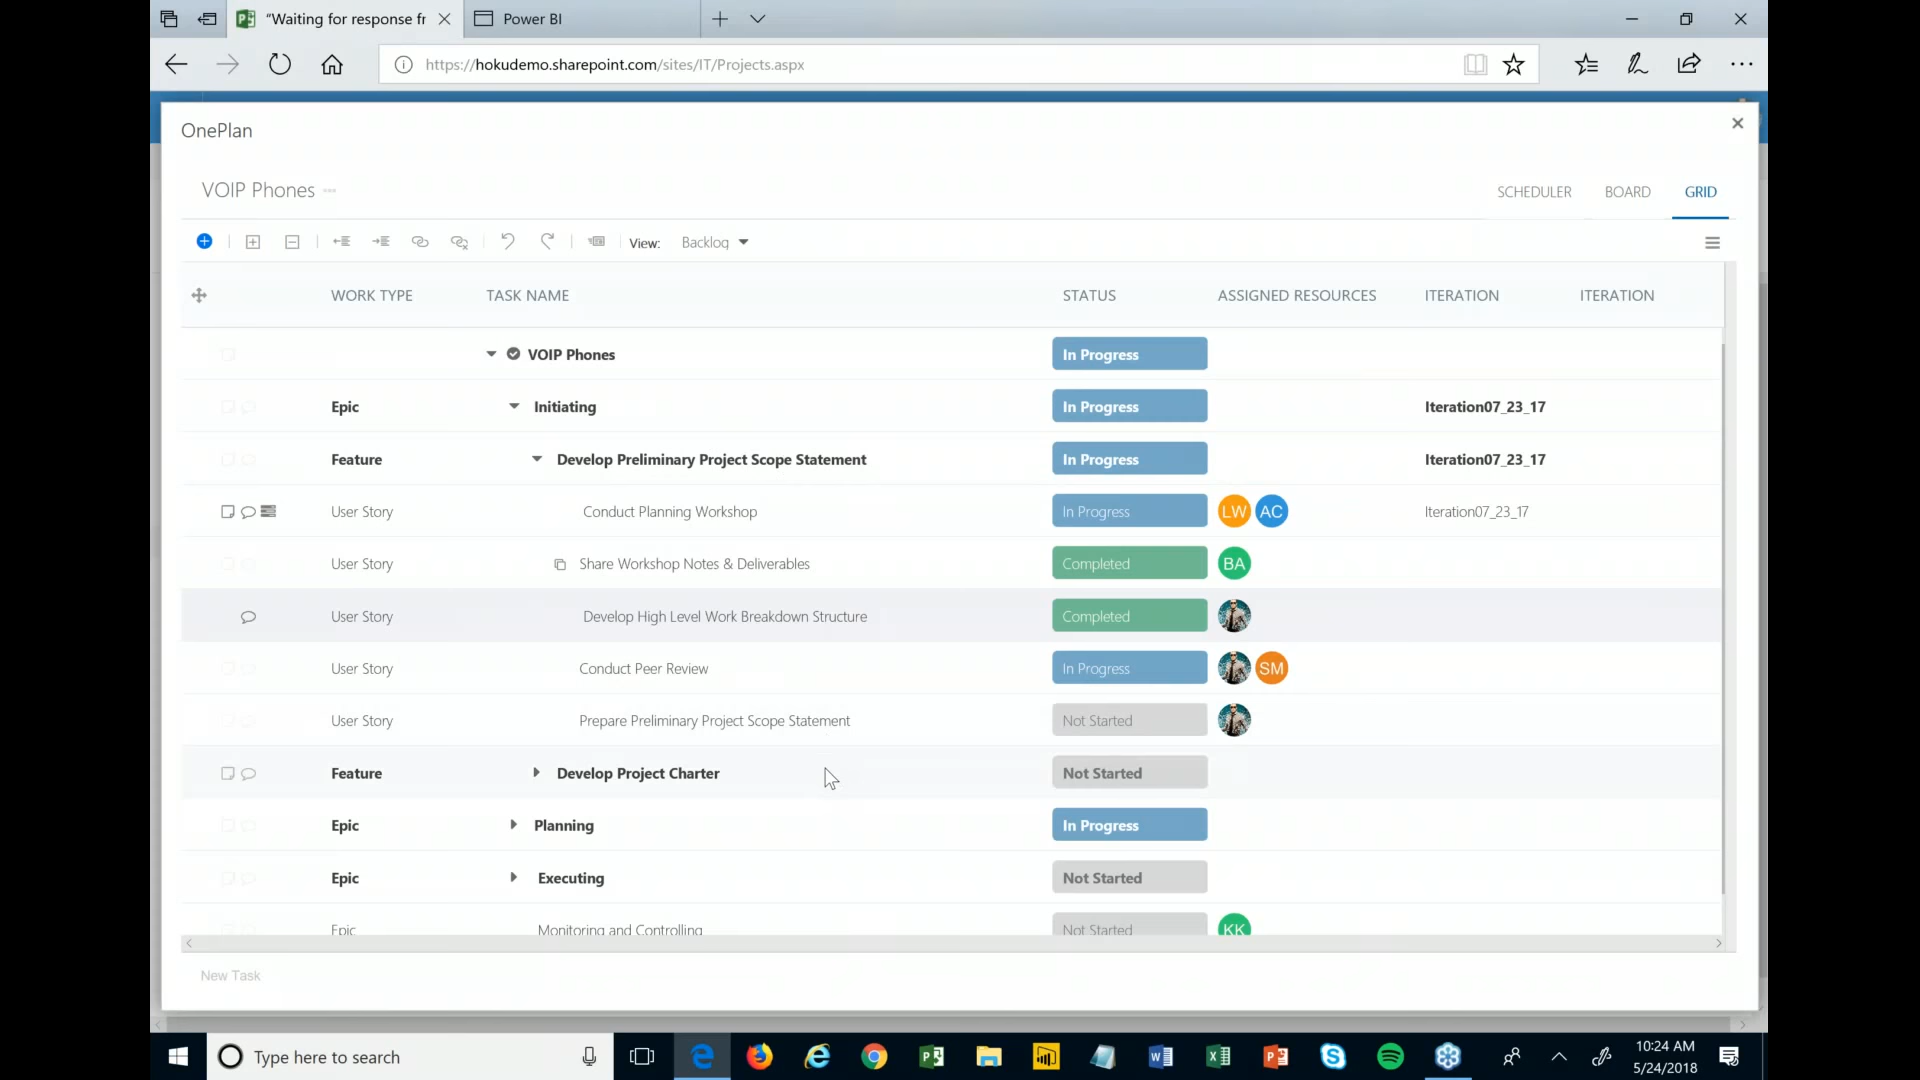 "Waiting for response fr
Power BI
https://hokudemo.sharepoint.com/sites/IT/Projects.aspx
OnePlan
VOIP Phones
SCHEDULER BOARD GRID
View: Backlog
WORK TYPE TASK NAME STATUS ASSIGNED RESOURCES ITERATION ITERATION
VOIP Phones In Progress
Epic Initiating In Progress Iteration07_23_17
Feature Develop Preliminary Project Scope Statement In Progress Iteration07_23_17
User Story Conduct Planning Workshop In Progress LW AC Iteration07_23_17
User Story Share Workshop Notes & Deliverables Completed BA
User Story Develop High Level Work Breakdown Structure Completed
User Story Conduct Peer Review In Progress SM
User Story Prepare Preliminary Project Scope Statement Not Started
Feature Develop Project Charter Not Started
Epic Planning In Progress
Epic Executing Not Started
Epic Monitoring and Controlling Not Started KK
New Task
Type here to search
10:24 AM
5/24/2018